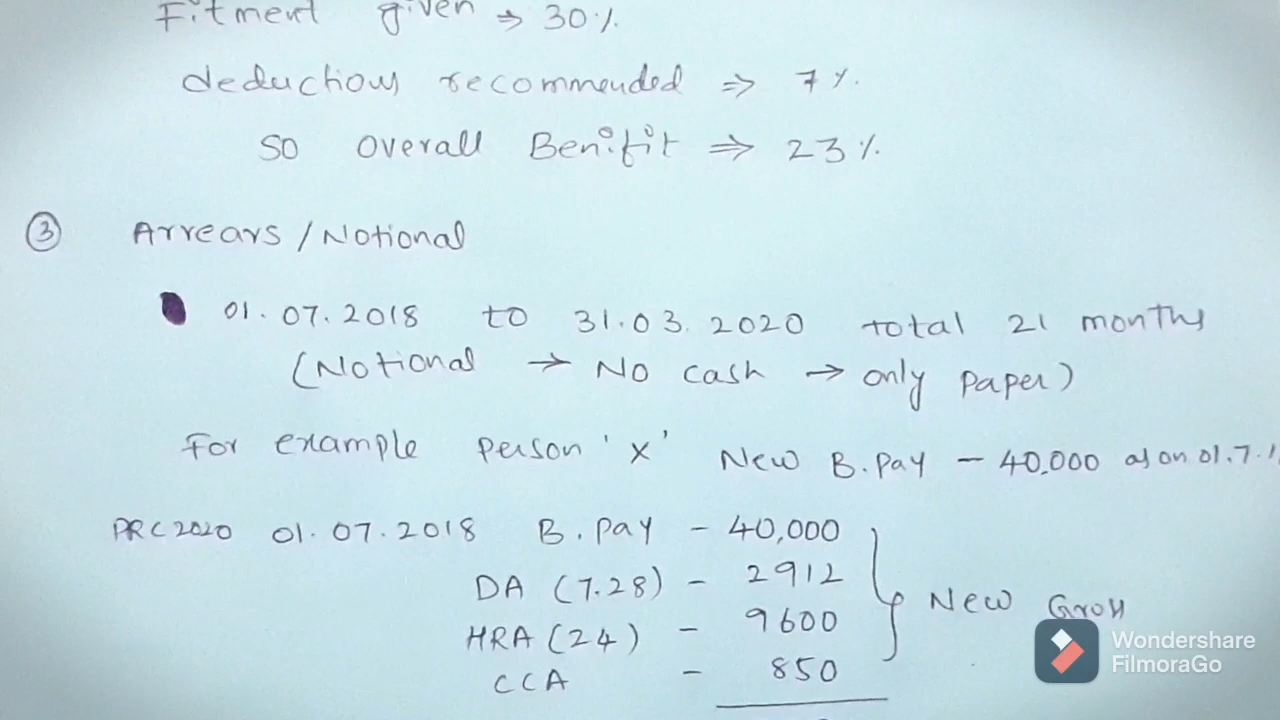 Fitment given ⇒ 30%.
deductions recommended ⇒ 7%.
So overall Benifit ⇒ 23%.
③ Arrears/Notional
01.07.2018 to 31.03.2020 total 21 months
(Notional → No cash → only paper)
For example person 'x' New B.pay - 40,000 as on 01.7.1
PRC 2020 01.07.2018 B.pay - 40,000
DA (7.28) - 2912
HRA (24) - 9600
New Gross
CCA - 850
Wondershare
FilmoraGo